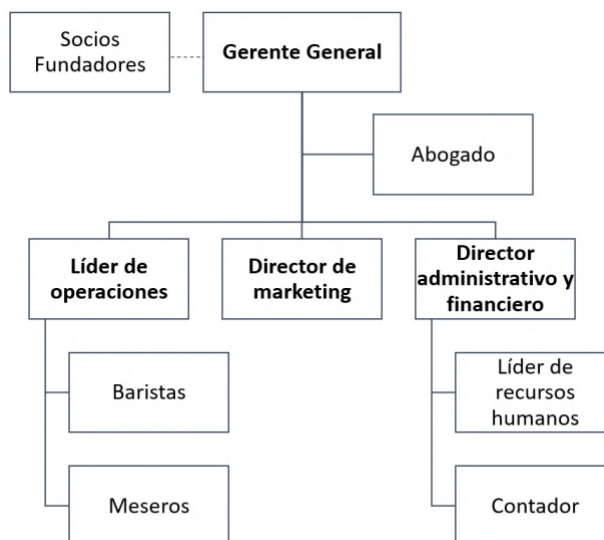 Socios
Fundadores
Gerente General
Abogado
Líder de
operaciones
Director de
marketing
Director
administrativo y
financiero
Baristas
Líder de
recursos
humanos
Meseros
Contador